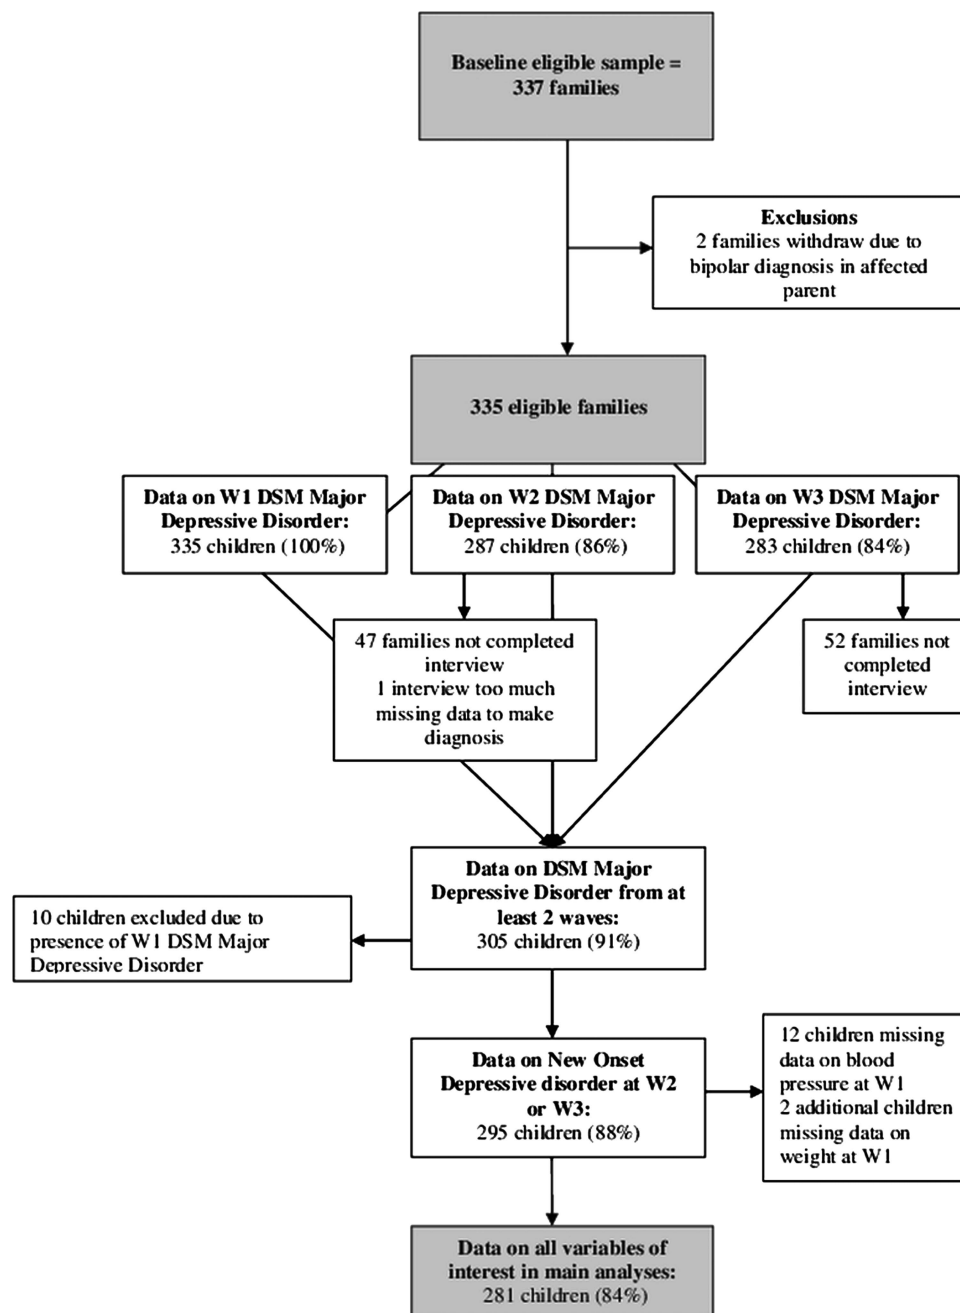 Baseline eligible sample =
337 families
Exclusions
2 families withdraw due to
bipolar diagnosis in affected
parent
335 eligible families
Data on W1 DSM Major
Depressive Disorder:
335 children (100%)
Data on W2 DSM Major
Depressive Disorder:
287 children (86%)
Data on W3 DSM Major
Depressive Disorder:
283 children (84%)
47 families not completed
interview
1 interview too much
missing data to make
diagnosis
52 families not
completed
interview
Data on DSM Major
Depressive Disorder from at
least 2 waves:
305 children (91%)
10 children excluded due to
presence of W1 DSM Major
Depressive Disorder
Data on New Onset
Depressive disorder at W2
or W3:
295 children (88%)
12 children missing
data on blood
pressure at W1
2 additional children
missing data on
weight at W1
Data on all variables of
interest in main analyses:
281 children (84%)